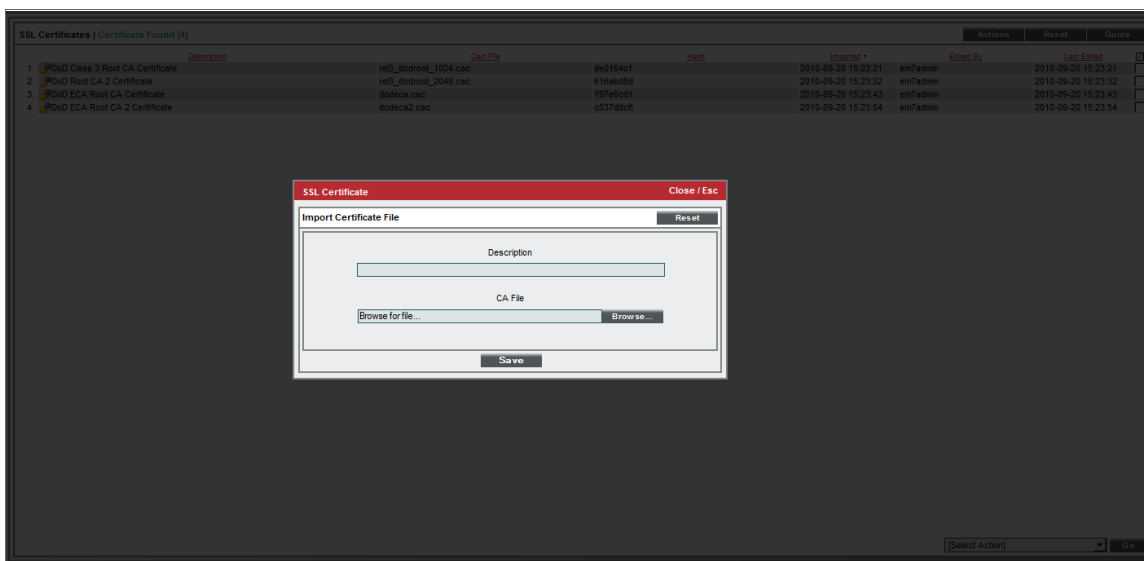 SSL Certificates | Certificate Found [4]    Actions    Reset    Guide
Description    Cert File    Hash    Imported    Edited By    Last Edited
1. DoD Class 3 Root CA Certificate    rel3_dodroot_1024.cac    de9164cf    2010-09-20 15:23:21    em7admin    2010-09-20 15:23:21
2. DoD Root CA 2 Certificate    rel3_dodroot_2048.cac    616abd8d    2010-09-20 15:23:32    em7admin    2010-09-20 15:23:32
3. DoD ECA Root CA Certificate    dodeca.cac    197e0cd1    2010-09-20 15:23:43    em7admin    2010-09-20 15:23:43
4. DoD ECA Root CA 2 Certificate    dodeca2.cac    c037ddc6    2010-09-20 15:23:54    em7admin    2010-09-20 15:23:54
SSL Certificate    Close / Esc
Import Certificate File    Reset
Description
CA File
Browse for file...    Browse...
Save
[Select Action]    Go